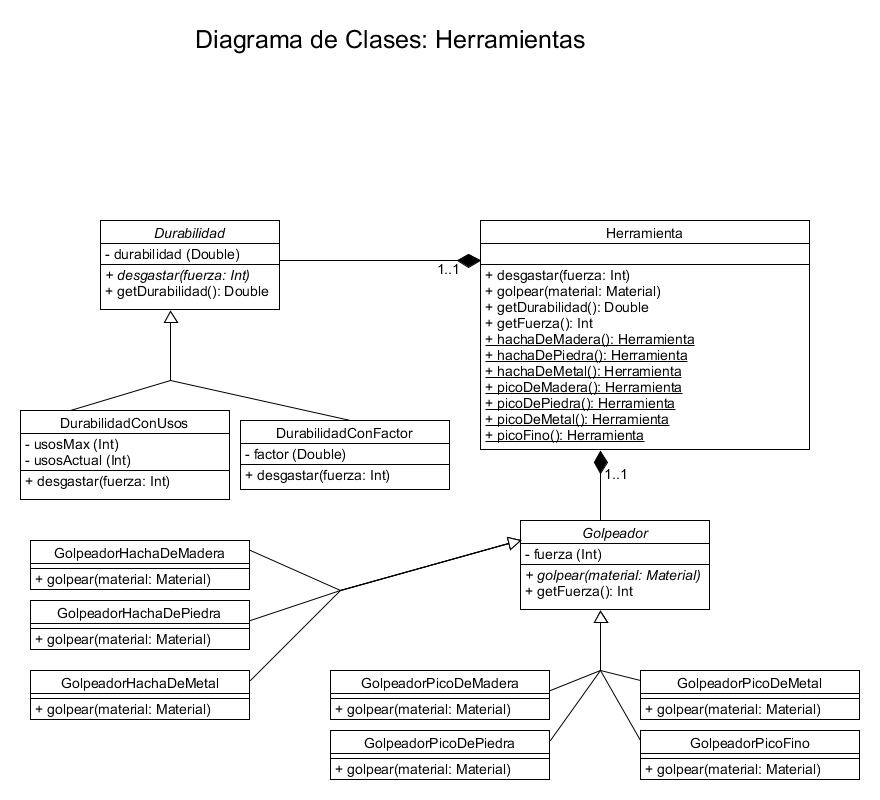 Diagrama de Clases: Herramientas
Durabilidad
- durabilidad (Double)
+ desgastar(fuerza: Int)
+ getDurabilidad(): Double
1..1
Herramienta
+ desgastar(fuerza: Int)
+ golpear(material: Material)
+ getDurabilidad(): Double
+ getFuerza(): Int
+ hachaDeMadera(): Herramienta
+ hachaDePiedra(): Herramienta
+ hachaDeMetal(): Herramienta
+ picoDeMadera(): Herramienta
+ picoDePiedra(): Herramienta
+ picoDeMetal(): Herramienta
+ picoFino(): Herramienta
DurabilidadConUsos
- usosMax (Int)
- usosActual (Int)
+ desgastar(fuerza: Int)
DurabilidadConFactor
- factor (Double)
+ desgastar(fuerza: Int)
1..1
Golpeador
- fuerza (Int)
+ golpear(material: Material)
+ getFuerza(): Int
GolpeadorHachaDeMadera
+ golpear(material: Material)
GolpeadorHachaDePiedra
+ golpear(material: Material)
GolpeadorHachaDeMetal
+ golpear(material: Material)
GolpeadorPicoDeMadera
+ golpear(material: Material)
GolpeadorPicoDeMetal
+ golpear(material: Material)
GolpeadorPicoDePiedra
+ golpear(material: Material)
GolpeadorPicoFino
+ golpear(material: Material)